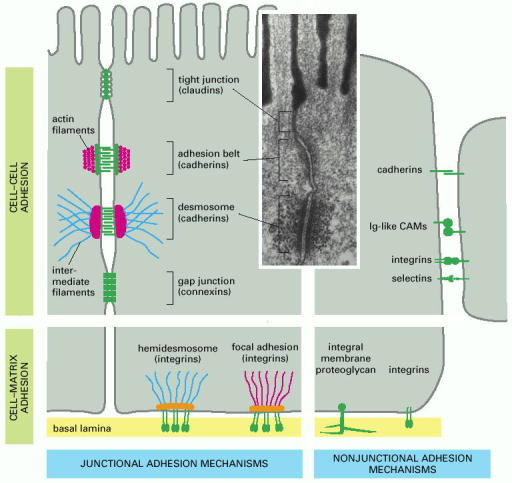 CELL–CELL
ADHESION
actin
filaments
inter-
mediate
filaments
tight junction
(claudins)
adhesion belt
(cadherins)
desmosome
(cadherins)
gap junction
(connexins)
cadherins
Ig-like CAMs
integrins
selectins
CELL–MATRIX
ADHESION
hemidesmosome
(integrins)
focal adhesion
(integrins)
integral
membrane
proteoglycan
integrins
basal lamina
JUNCTIONAL ADHESION MECHANISMS
NONJUNCTIONAL ADHESION
MECHANISMS